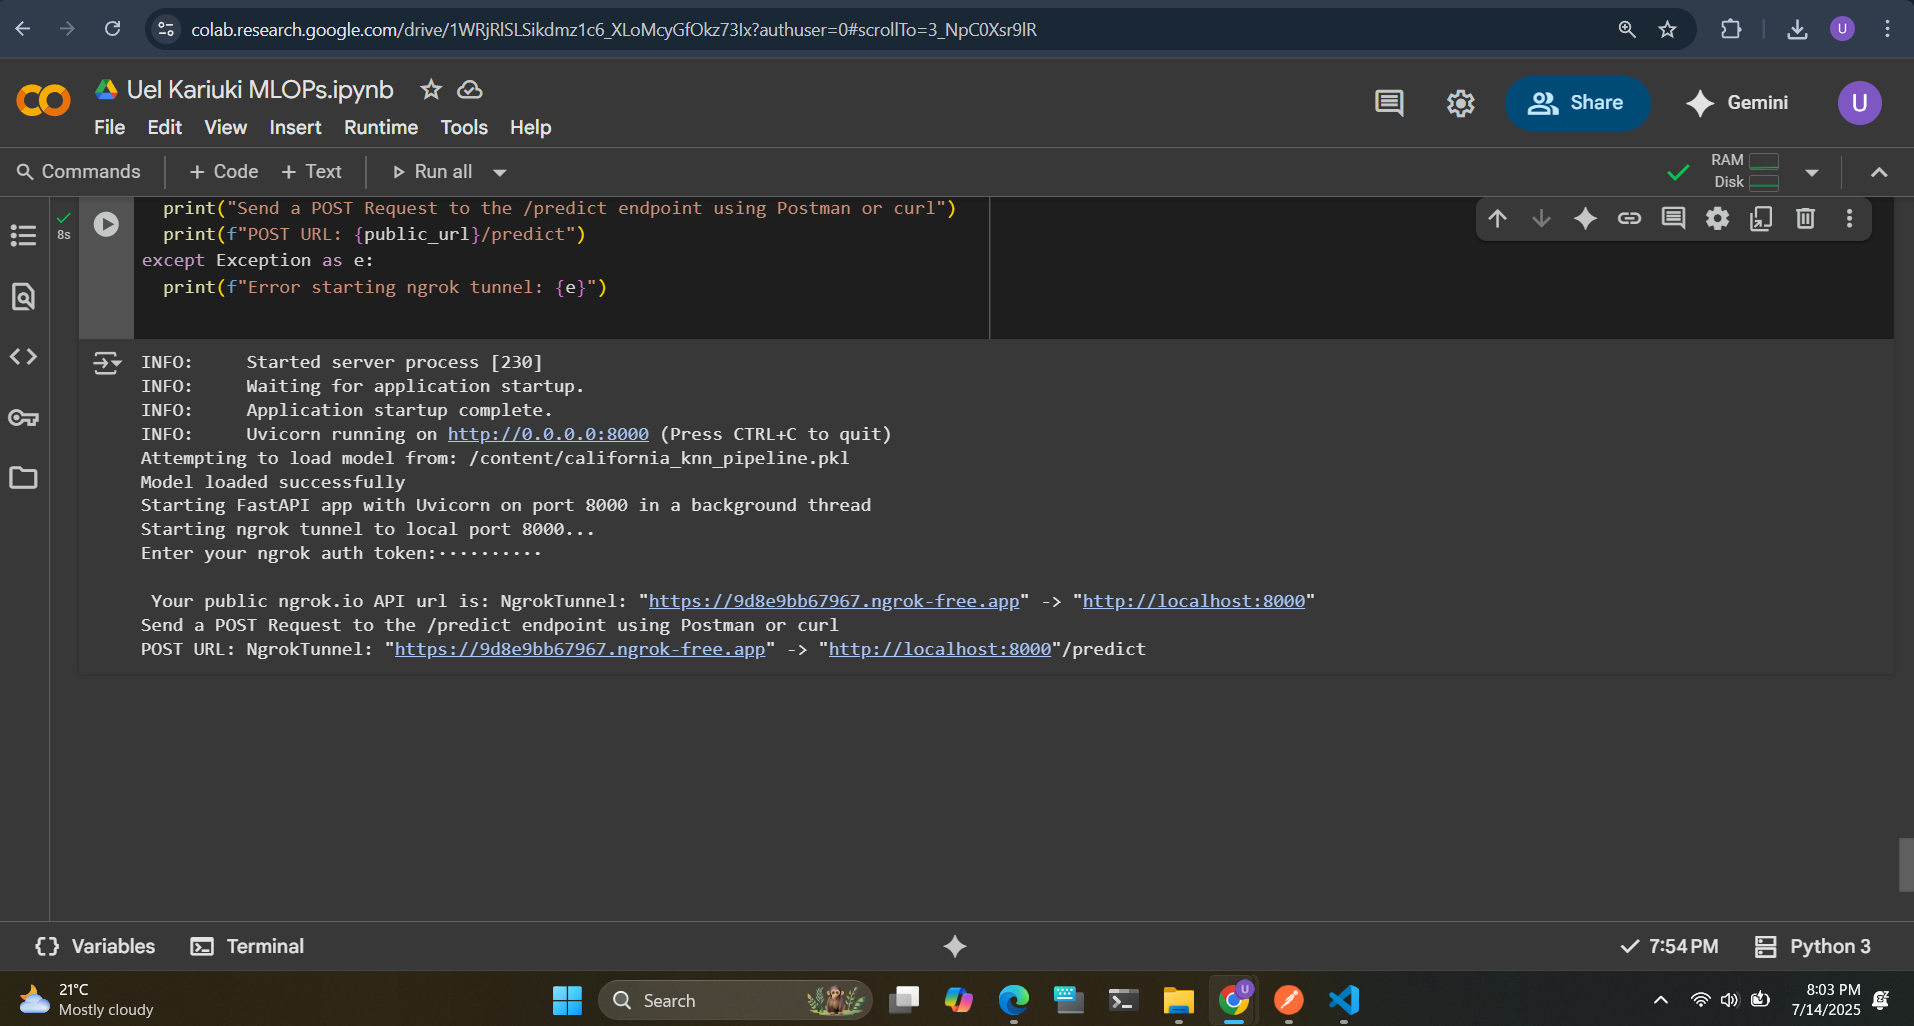 colab.research.google.com/drive/1WRjRlSLSikdmz1c6_XLoMcyGfOkz73Ix?authuser=0#scrollTo=3_NpC0Xsr9lR
U
Uel Kariuki MLOPs.ipynb
File Edit View Insert Runtime Tools Help
Share
Gemini
U
Commands + Code + Text Run all
RAM
Disk
8s
print("Send a POST Request to the /predict endpoint using Postman or curl")
print(f"POST URL: {public_url}/predict")
except Exception as e:
print(f"Error starting ngrok tunnel: {e}")
INFO: Started server process [230]
INFO: Waiting for application startup.
INFO: Application startup complete.
INFO: Uvicorn running on http://0.0.0.0:8000 (Press CTRL+C to quit)
Attempting to load model from: /content/california_knn_pipeline.pkl
Model loaded successfully
Starting FastAPI app with Uvicorn on port 8000 in a background thread
Starting ngrok tunnel to local port 8000...
Enter your ngrok auth token:··········
Your public ngrok.io API url is: NgrokTunnel: "https://9d8e9bb67967.ngrok-free.app" -> "http://localhost:8000"
Send a POST Request to the /predict endpoint using Postman or curl
POST URL: NgrokTunnel: "https://9d8e9bb67967.ngrok-free.app" -> "http://localhost:8000"/predict
{} Variables Terminal
7:54 PM Python 3
21°C
Mostly cloudy
Search
U
8:03 PM
7/14/2025